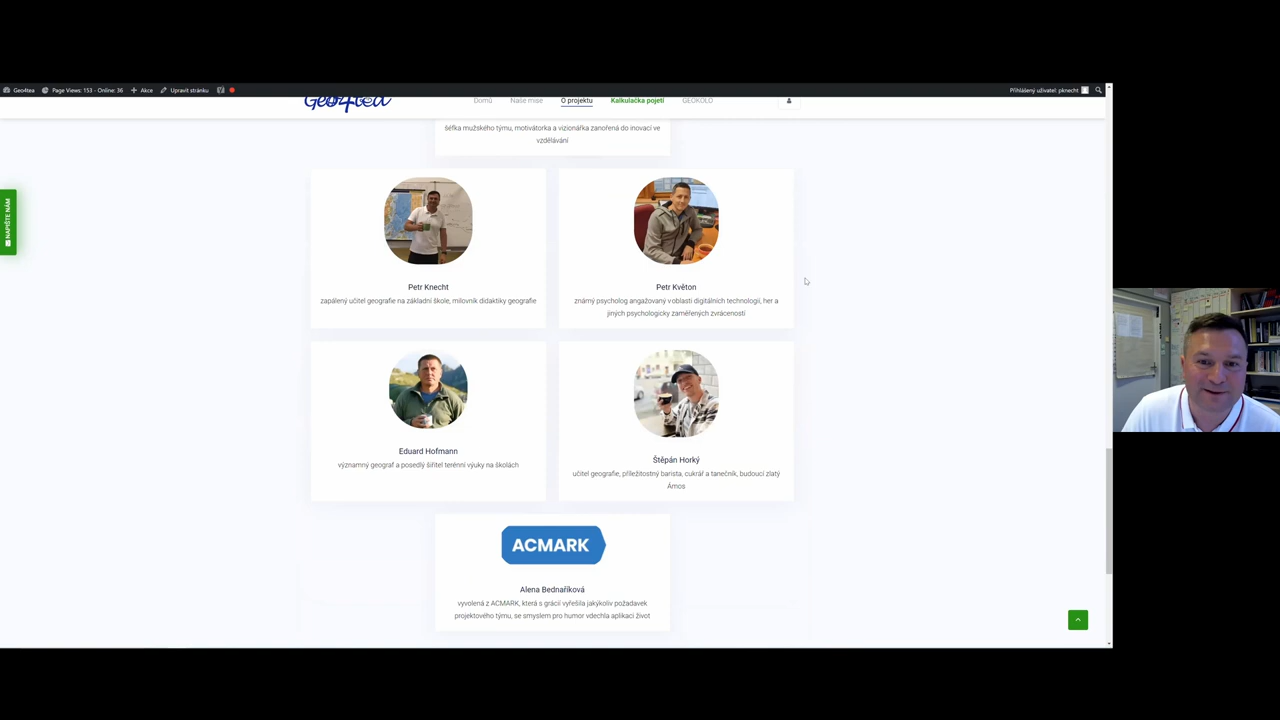 Geo4tea Page Views: 153 - Online: 36 Akce Upravit stránku Přihlášený uživatel: pknecht
Geo4tea Domů Naše mise O projektu Kalkulačka pojetí GEOKOLO
šéfka mužského týmu, motivátorka a vizionářka zanořená do inovací ve
vzdělávání
NAPIŠTE NÁM
Petr Knecht
zapálený učitel geografie na základní škole, milovník didaktiky geografie
Petr Květon
známý psycholog angažovaný v oblasti digitálních technologií, her a
jiných psychologicky zaměřených zvráceností
Eduard Hofmann
významný geograf a posedlý šiřitel terénní výuky na školách
Štěpán Horký
učitel geografie, příležitostný barista, cukrář a tanečník, budoucí zlatý
Ámos
ACMARK
Alena Bednaříková
vyvolená z ACMARK, která s grácií vyřešila jakýkoliv požadavek
projektového týmu, se smyslem pro humor vdechla aplikaci život